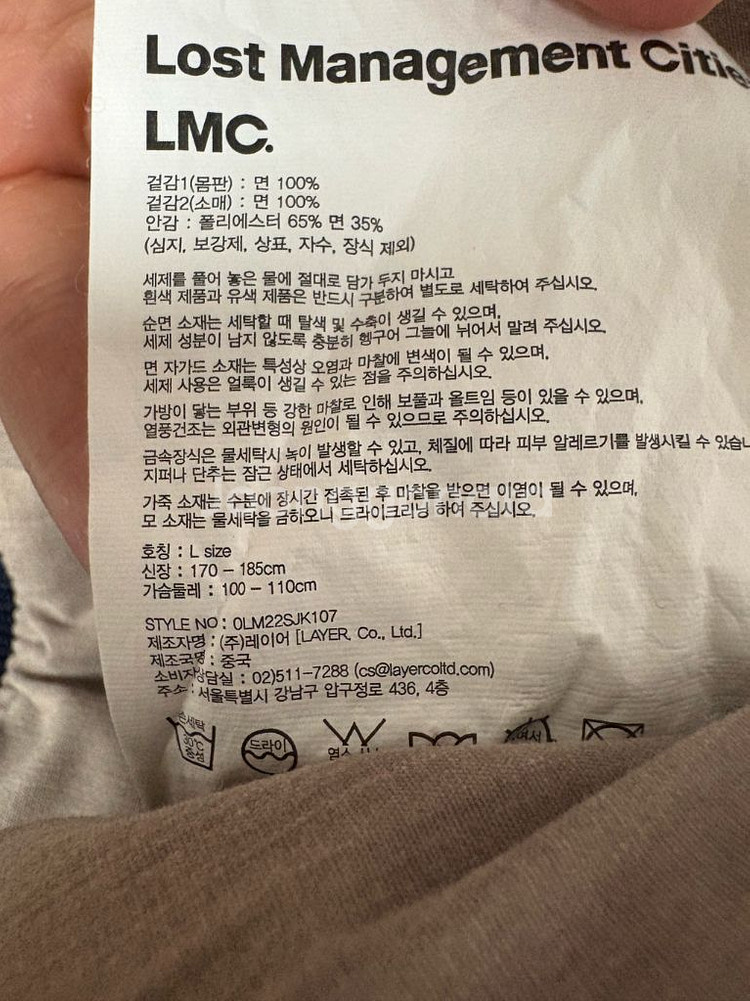 Lost Management Citie
LMC.
겉감1(몸판) : 면 100%
겉감2(소매) : 면 100%
안감 : 폴리에스터 65% 면 35%
(심지, 보강제, 상표, 자수, 장식 제외)
세제를 풀어 놓은 물에 절대로 담가 두지 마시고
흰색 제품과 유색 제품은 반드시 구분하여 별도로 세탁하여 주십시오.
순면 소재는 세탁할 때 탈색 및 수축이 생길 수 있으며,
세제 성분이 남지 않도록 충분히 헹구어 그늘에 뉘어서 말려 주십시오.
면 자가드 소재는 특성상 오염과 마찰에 변색이 될 수 있으며,
세제 사용은 얼룩이 생길 수 있는 점을 주의하십시오.
가방이 닿는 부위 등 강한 마찰로 인해 보풀과 올트임 등이 있을 수 있으며,
열풍건조는 외관변형의 원인이 될 수 있으므로 주의하십시오.
금속장식은 물세탁시 녹이 발생할 수 있고, 체질에 따라 피부 알레르기를 발생시킬 수 있습니
지퍼나 단추는 잠근 상태에서 세탁하십시오.
가죽 소재는 수분에 장시간 접촉된 후 마찰을 받으면 이염이 될 수 있으며,
모 소재는 물세탁을 금하오니 드라이크리닝 하여 주십시오.
호칭 : L size
신장 : 170 – 185cm
가슴둘레 : 100 – 110cm
STYLE NO : 0LM22SJK107
제조자명 : (주)레이어 [LAYER, Co., Ltd.]
제조국명 : 중국
소비자상담실 : 02)511-7288 (cs@layercoltd.com)
주소 : 서울특별시 강남구 압구정로 436, 4층
손세탁 30℃ 중성
드라이